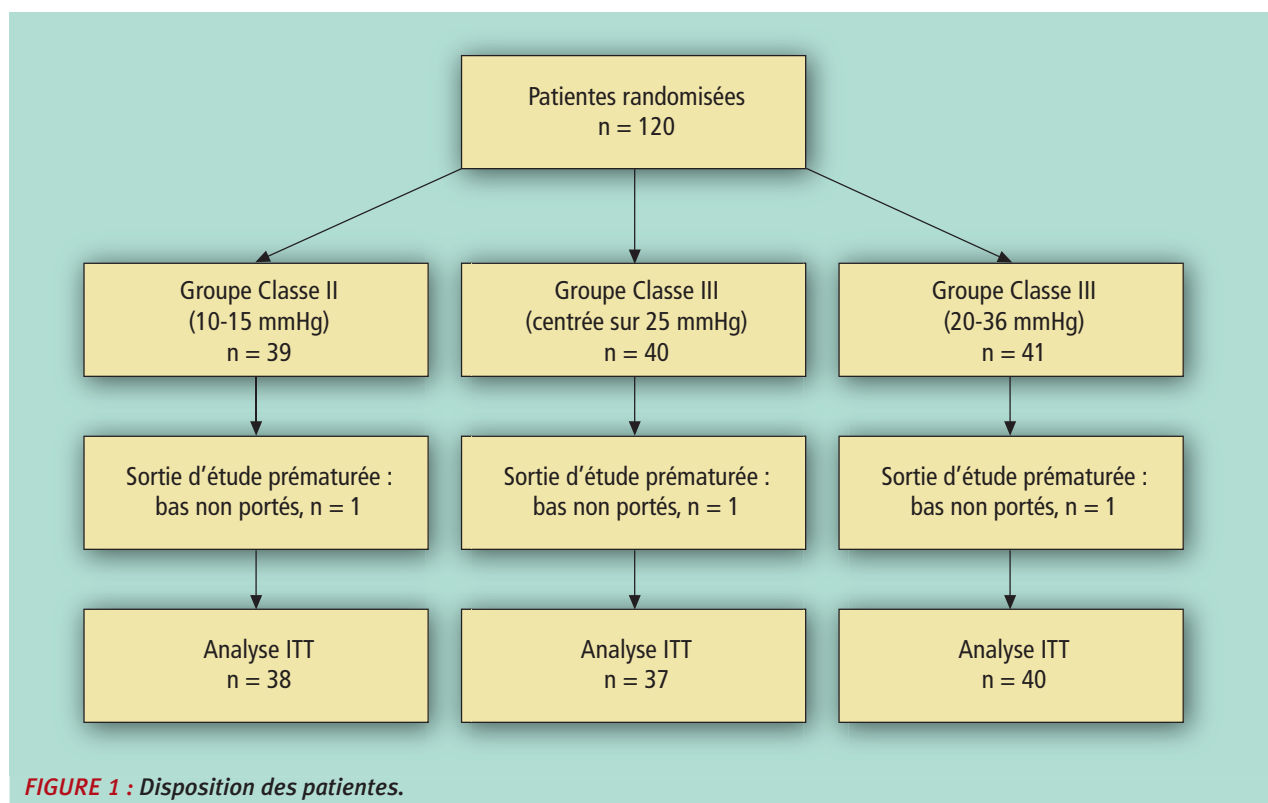 Patientes randomisées
n = 120
Groupe Classe II
(10-15 mmHg)
n = 39
Groupe Classe III
(centrée sur 25 mmHg)
n = 40
Groupe Classe III
(20-36 mmHg)
n = 41
Sortie d'étude prématurée :
bas non portés, n = 1
Sortie d'étude prématurée :
bas non portés, n = 1
Sortie d'étude prématurée :
bas non portés, n = 1
Analyse ITT
n = 38
Analyse ITT
n = 37
Analyse ITT
n = 40
FIGURE 1 : Disposition des patientes.